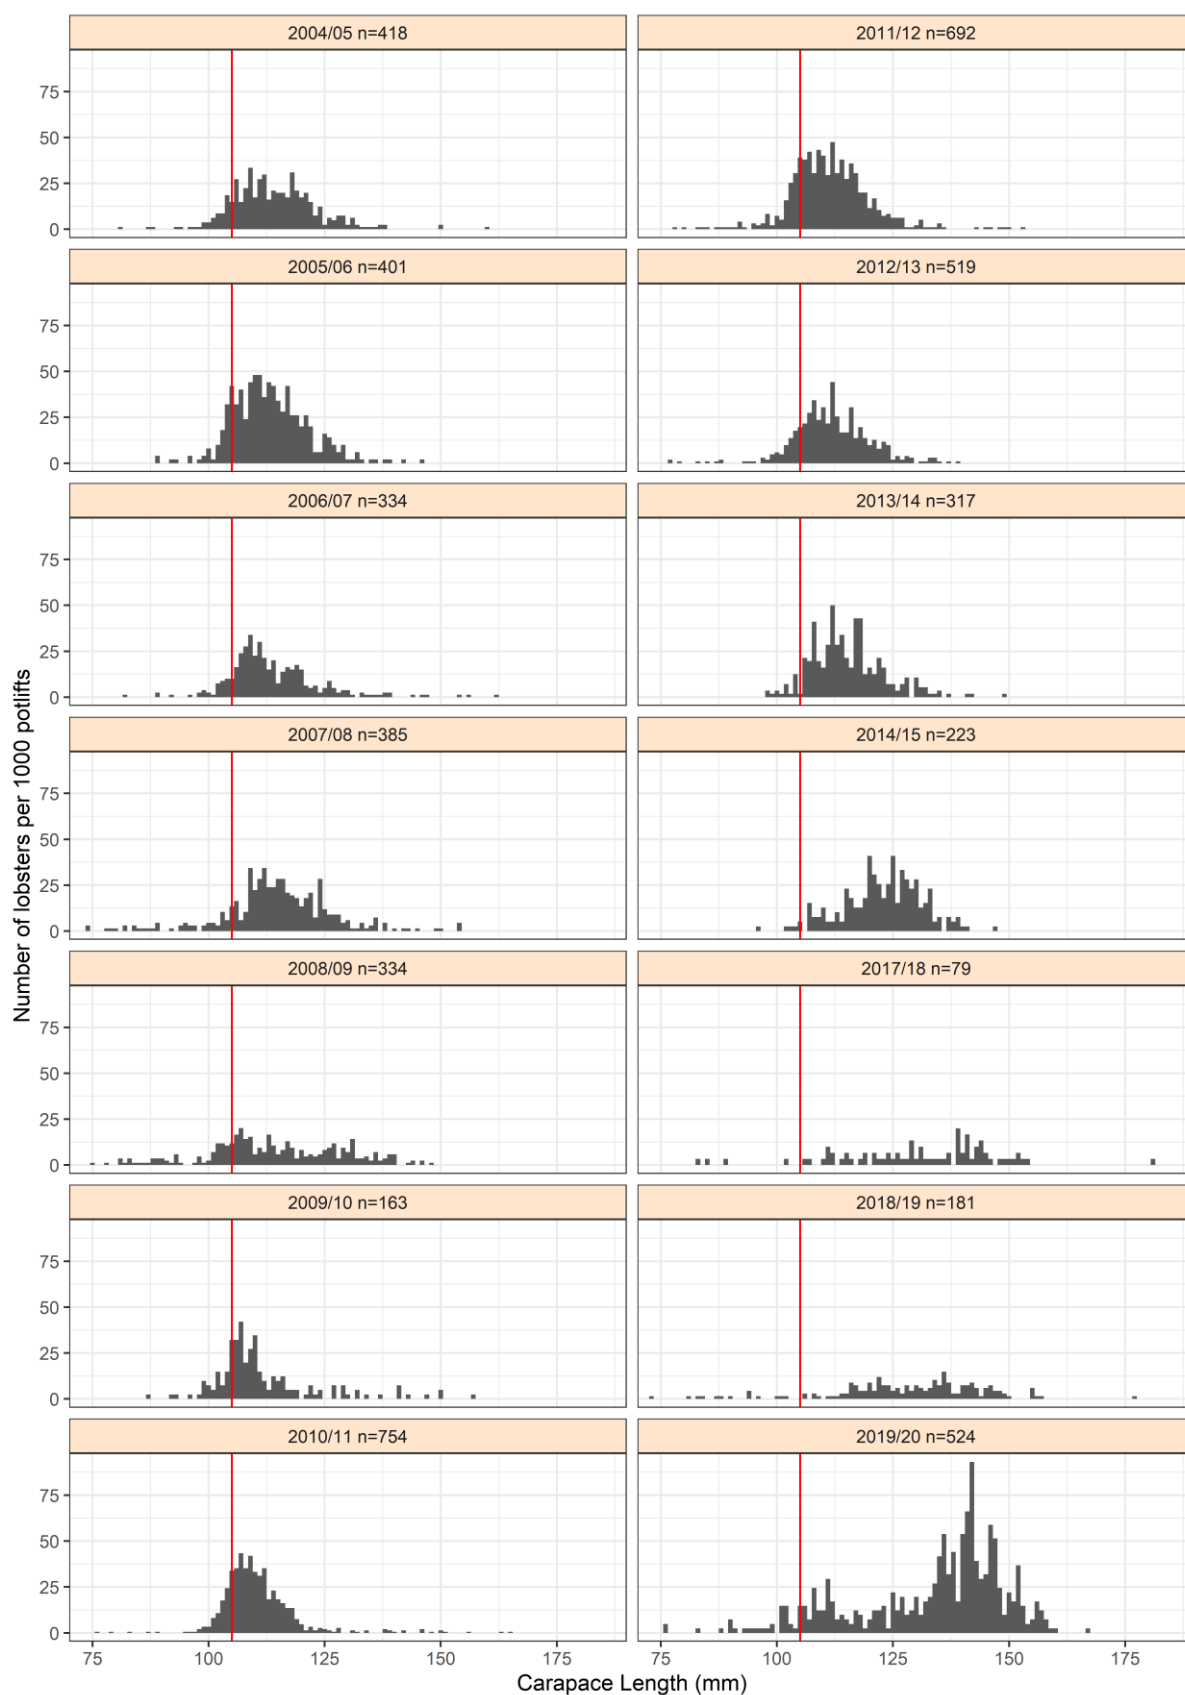 2004/05 n=418
2011/12 n=692
75
50
25
0
2005/06 n=401
2012/13 n=519
75
50
25
0
2006/07 n=334
2013/14 n=317
75
50
25
0
2007/08 n=385
2014/15 n=223
75
50
25
0
2008/09 n=334
2017/18 n=79
75
50
25
0
2009/10 n=163
2018/19 n=181
75
50
25
0
2010/11 n=754
2019/20 n=524
75
50
25
0
75 100 125 150 175 75 100 125 150 175
Carapace Length (mm)
Number of lobsters per 1000 potlifts